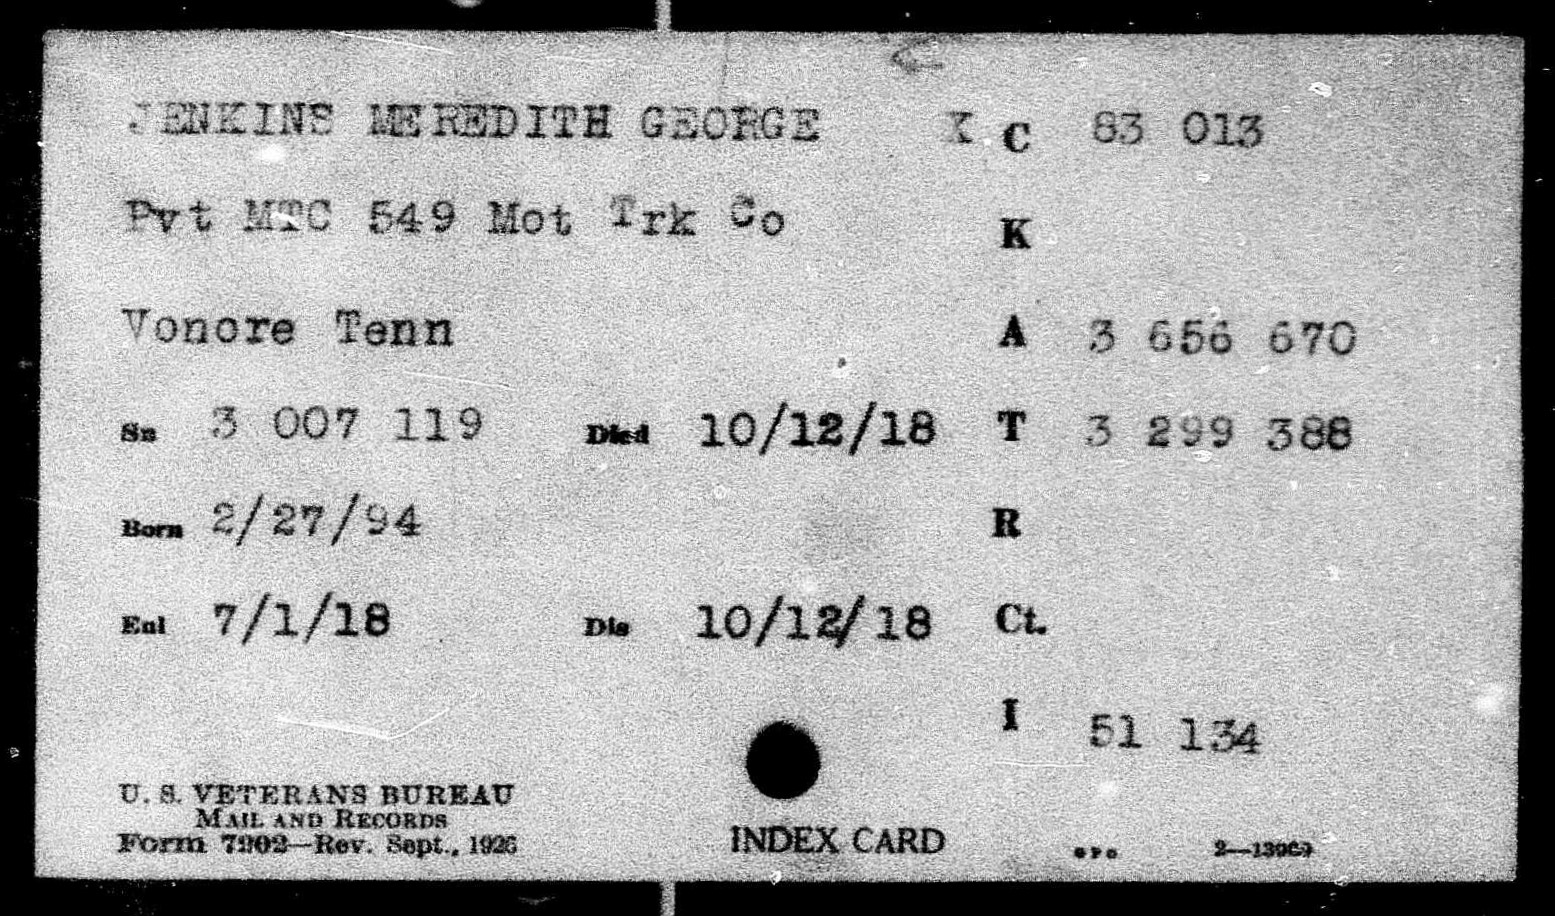 JENKINS MEREDITH GEORGE X C 83 013
Pvt MTC 549 Mot Trk Co K
Vonore Tenn A 3 656 670
Sn 3 007 119 Died 10/12/18 T 3 299 388
Born 2/27/94 R
Enl 7/1/18 Dis 10/12/18 Ct.
I 51 134
U. S. VETERANS BUREAU
MAIL AND RECORDS
Form 7202—Rev. Sept., 1926
INDEX CARD
GPO